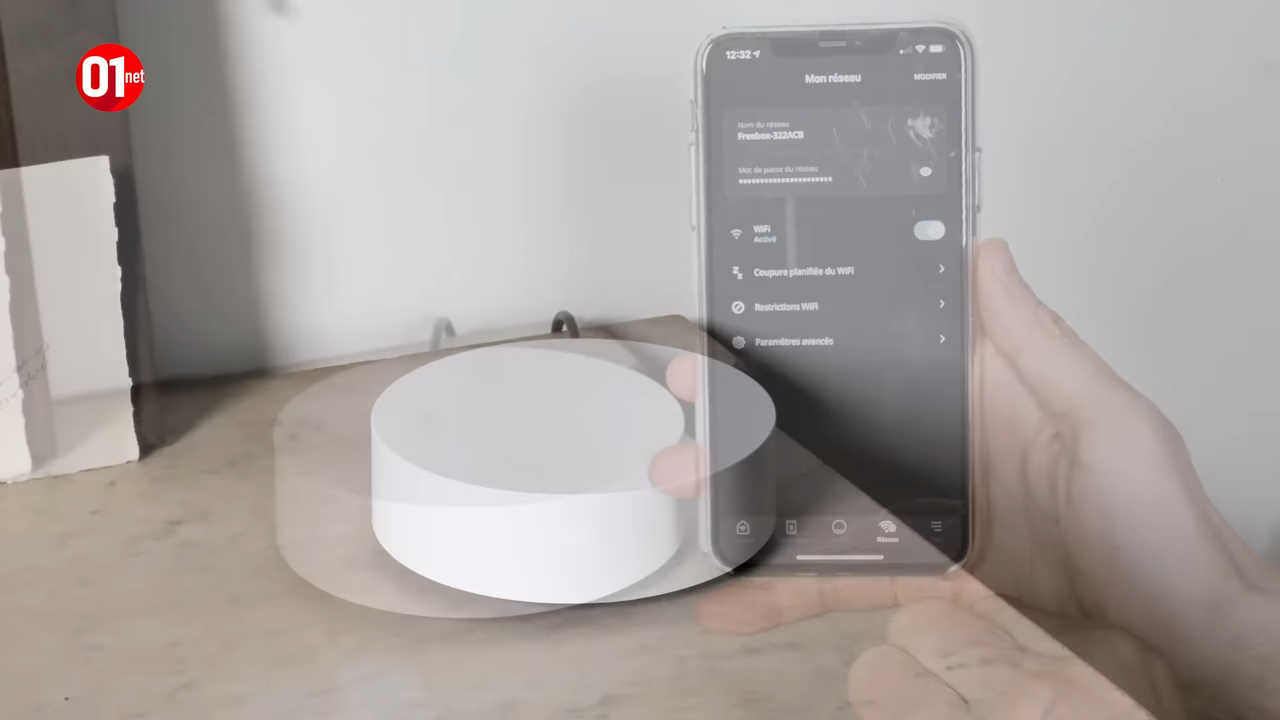 01net
12:32
Mon réseau
MODIFIER
Nom du réseau
Freebox-322ACB
Mot de passe du réseau
WiFi
Activé
Coupure planifiée du WiFi
Restrictions WiFi
Paramètres avancés
Réseau